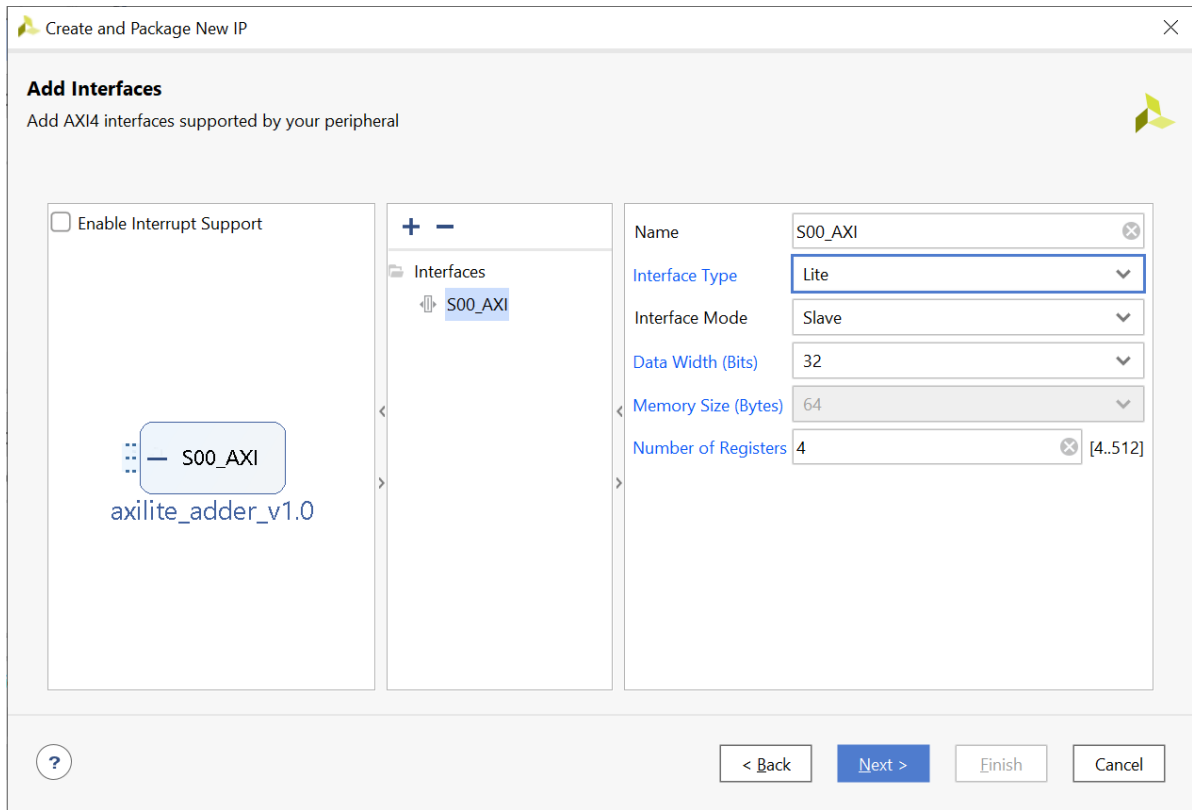 Create and Package New IP
Add Interfaces
Add AXI4 interfaces supported by your peripheral
Enable Interrupt Support
S00_AXI
axilite_adder_v1.0
+ −
Interfaces
S00_AXI
Name S00_AXI
Interface Type Lite
Interface Mode Slave
Data Width (Bits) 32
Memory Size (Bytes) 64
Number of Registers 4 [4..512]
? < Back Next > Finish Cancel